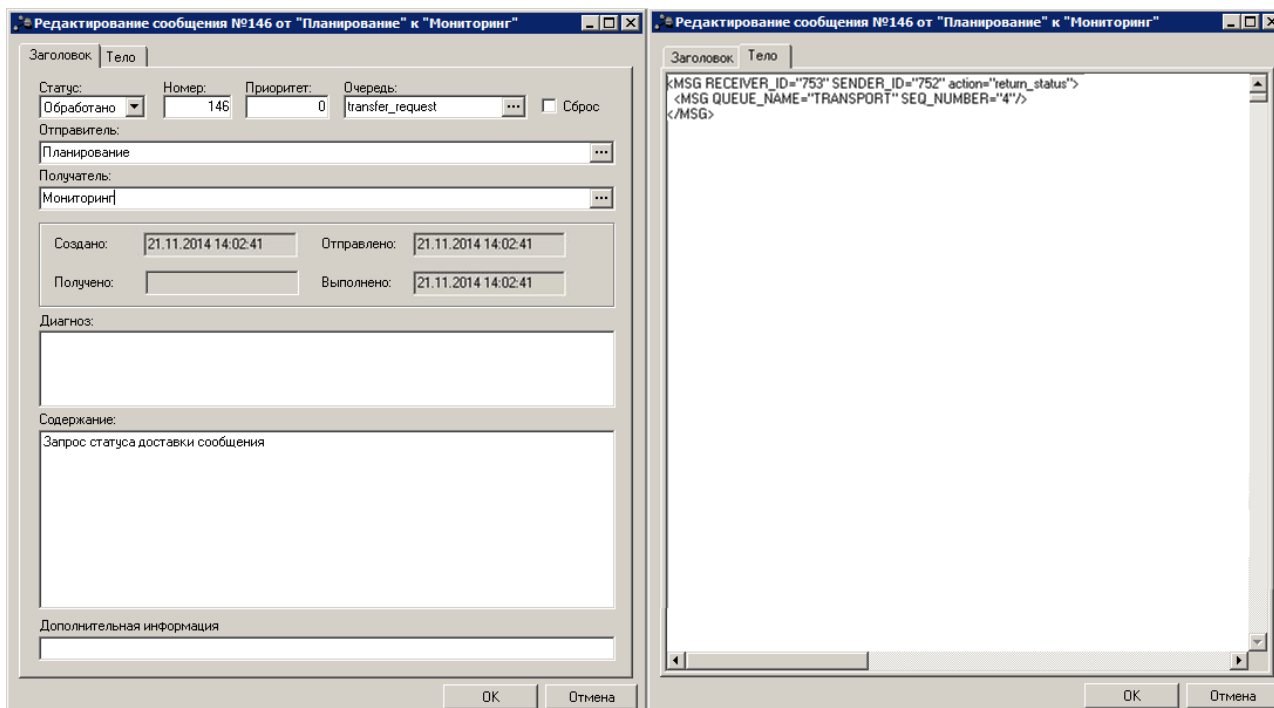 Редактирование сообщения №146 от "Планирование" к "Мониторинг"
Заголовок Тело
Статус: Номер: Приоритет: Очередь:
Обработано 146 0 transfer_request ... Сброс
Отправитель:
Планирование ...
Получатель:
Мониторинг ...
Создано: 21.11.2014 14:02:41 Отправлено: 21.11.2014 14:02:41
Получено: Выполнено: 21.11.2014 14:02:41
Диагноз:
Содержание:
Запрос статуса доставки сообщения
Дополнительная информация
OK Отмена
Редактирование сообщения №146 от "Планирование" к "Мониторинг"
Заголовок Тело
<MSG RECEIVER_ID="753" SENDER_ID="752" action="return_status">
<MSG QUEUE_NAME="TRANSPORT" SEQ_NUMBER="4"/>
</MSG>
OK Отмена